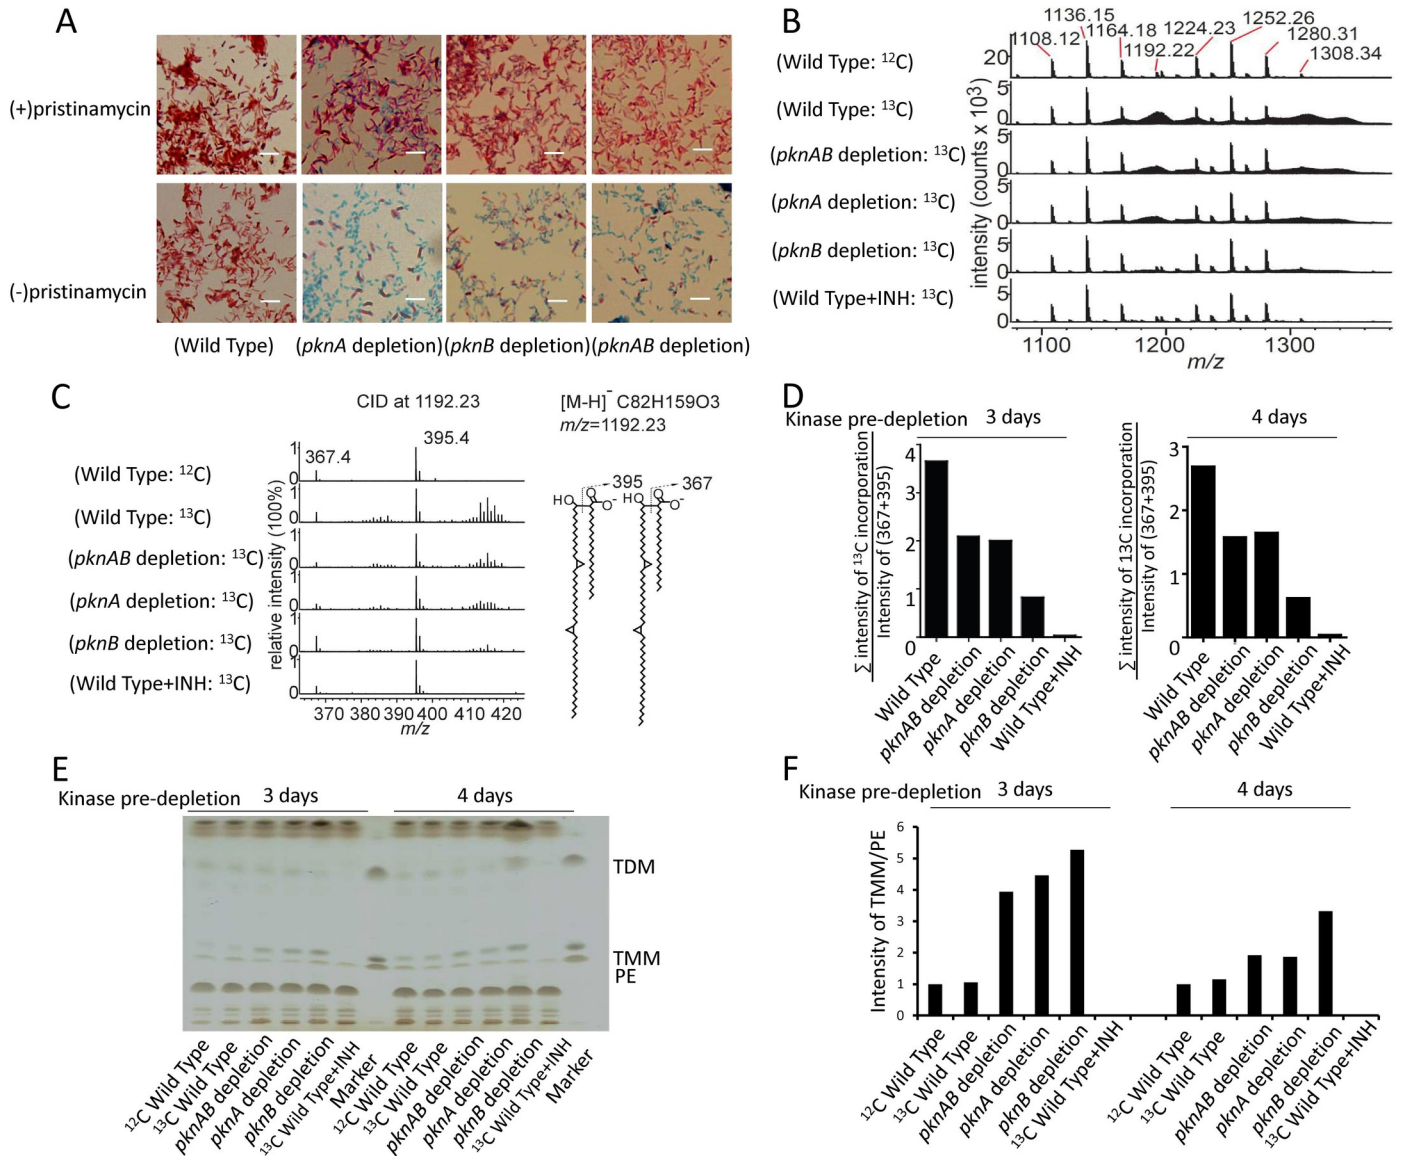 A
(+)pristinamycin
(-)pristinamycin
(Wild Type)
(pknA depletion)
(pknB depletion)
(pknAB depletion)
B
1136.15
1108.12
1164.18
1192.22
1224.23
1252.26
1280.31
1308.34
(Wild Type: ¹²C)
(Wild Type: ¹³C)
(pknAB depletion: ¹³C)
(pknA depletion: ¹³C)
(pknB depletion: ¹³C)
(Wild Type+INH: ¹³C)
intensity (counts x 10³)
20
5
0
5
0
5
0
5
0
5
0
1100
1200
1300
m/z
C
CID at 1192.23
[M-H]⁻ C82H159O3
m/z=1192.23
367.4
395.4
(Wild Type: ¹²C)
(Wild Type: ¹³C)
(pknAB depletion: ¹³C)
(pknA depletion: ¹³C)
(pknB depletion: ¹³C)
(Wild Type+INH: ¹³C)
relative intensity (100%)
1
0
1
0
1
0
1
0
1
0
1
0
370 380 390 400 410 420
m/z
395
367
HO
O
O⁻
HO
O
O⁻
D
Kinase pre-depletion
3 days
4 days
∑ intensity of ¹³C incorporation
Intensity of (367+395)
4
3
2
1
0
Wild Type
pknAB depletion
pknA depletion
pknB depletion
Wild Type+INH
∑ intensity of 13C incorporation
Intensity of (367+395)
3
2
1
0
Wild Type
pknAB depletion
pknA depletion
pknB depletion
Wild Type+INH
E
Kinase pre-depletion
3 days
4 days
TDM
TMM
PE
¹²C Wild Type
¹³C Wild Type
pknAB depletion
pknA depletion
pknB depletion
¹³C Wild Type+INH
Marker
¹²C Wild Type
¹³C Wild Type
pknAB depletion
pknA depletion
pknB depletion
¹³C Wild Type+INH
Marker
F
Kinase pre-depletion
3 days
4 days
Intensity of TMM/PE
6
5
4
3
2
1
0
¹²C Wild Type
¹³C Wild Type
pknAB depletion
pknA depletion
pknB depletion
¹³C Wild Type+INH
¹²C Wild Type
¹³C Wild Type
pknAB depletion
pknA depletion
pknB depletion
¹³C Wild Type+INH